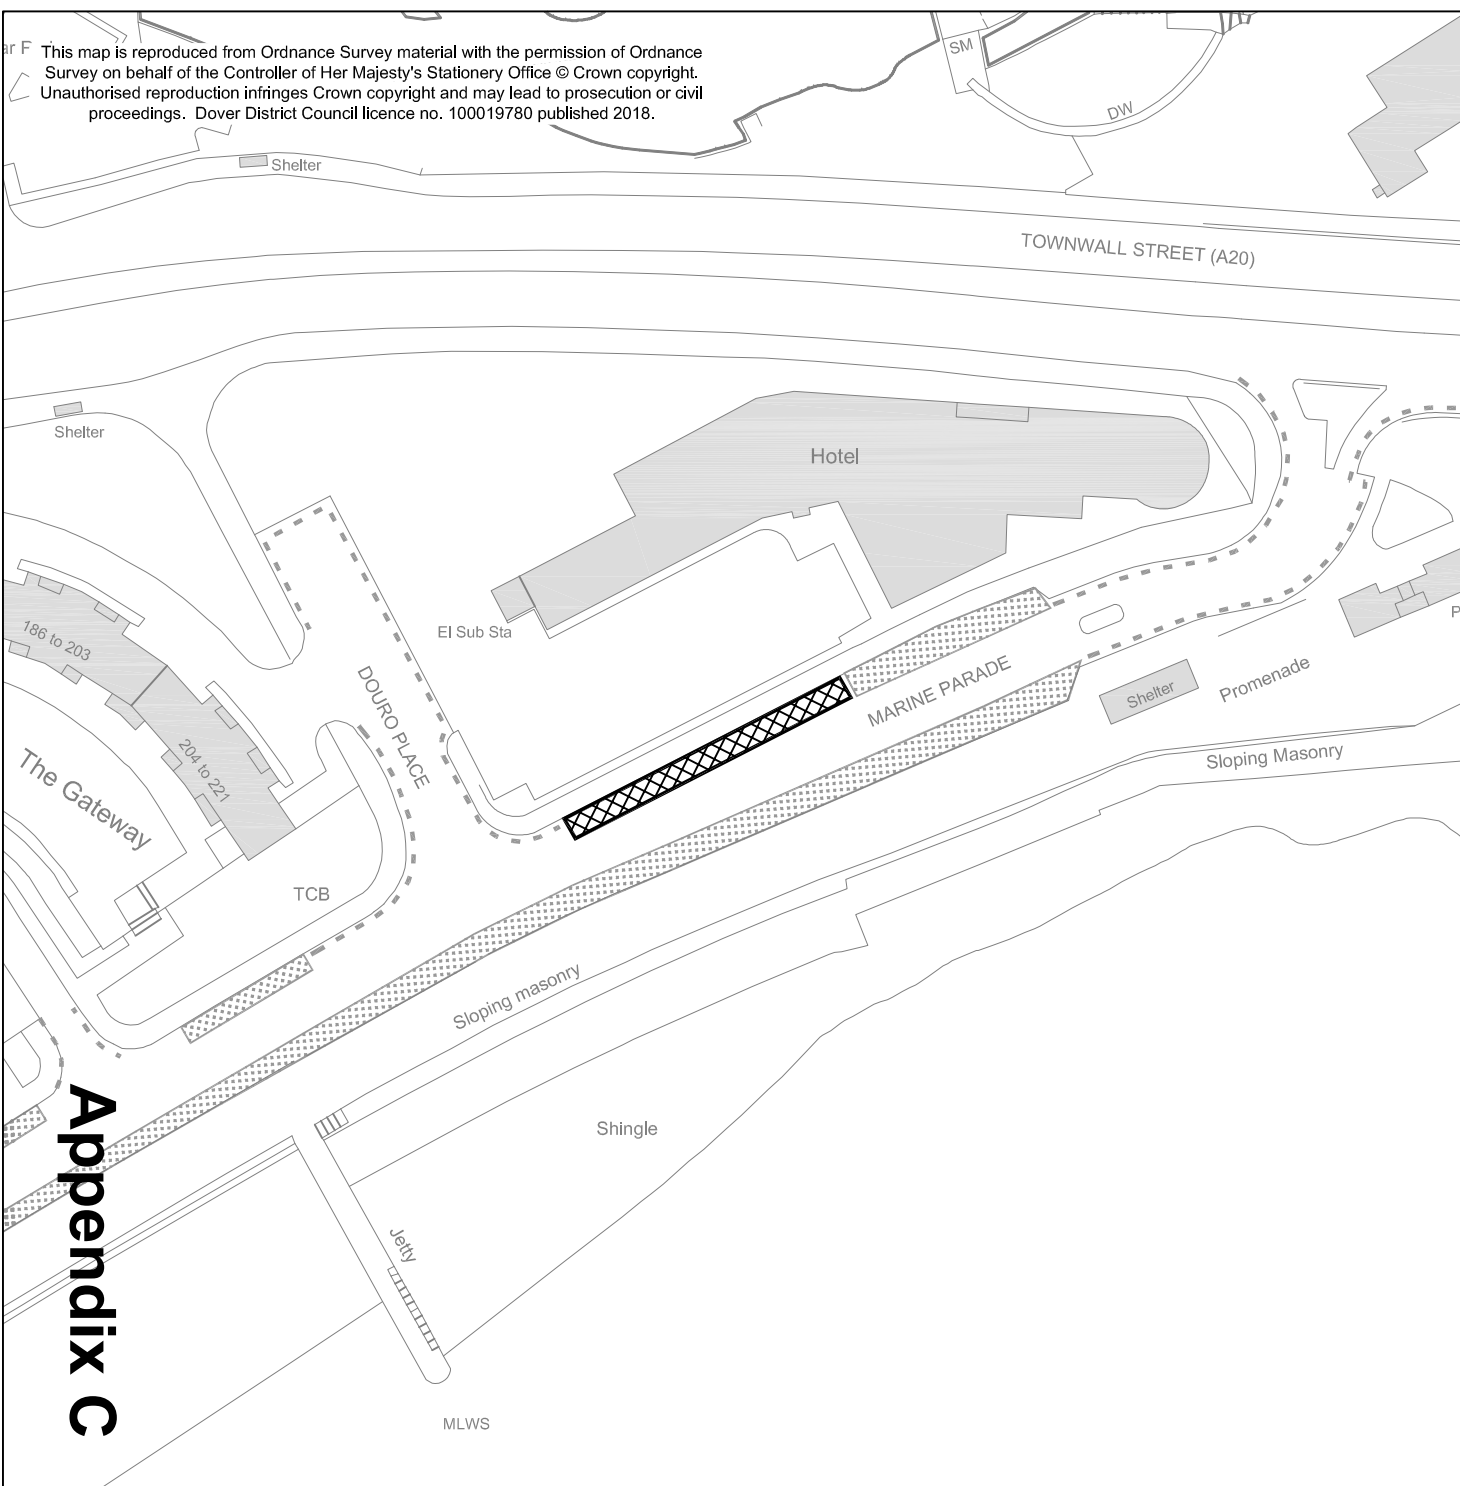 This map is reproduced from Ordnance Survey material with the permission of Ordnance
Survey on behalf of the Controller of Her Majesty's Stationery Office © Crown copyright.
Unauthorised reproduction infringes Crown copyright and may lead to prosecution or civil
proceedings. Dover District Council licence no. 100019780 published 2018.
SM
DW
Shelter
TOWNWALL STREET (A20)
Shelter
Hotel
El Sub Sta
186 to 203
204 to 221
The Gateway
DOURO PLACE
MARINE PARADE
Shelter
Promenade
Sloping Masonry
TCB
Sloping masonry
Shingle
Jetty
MLWS
Appendix C